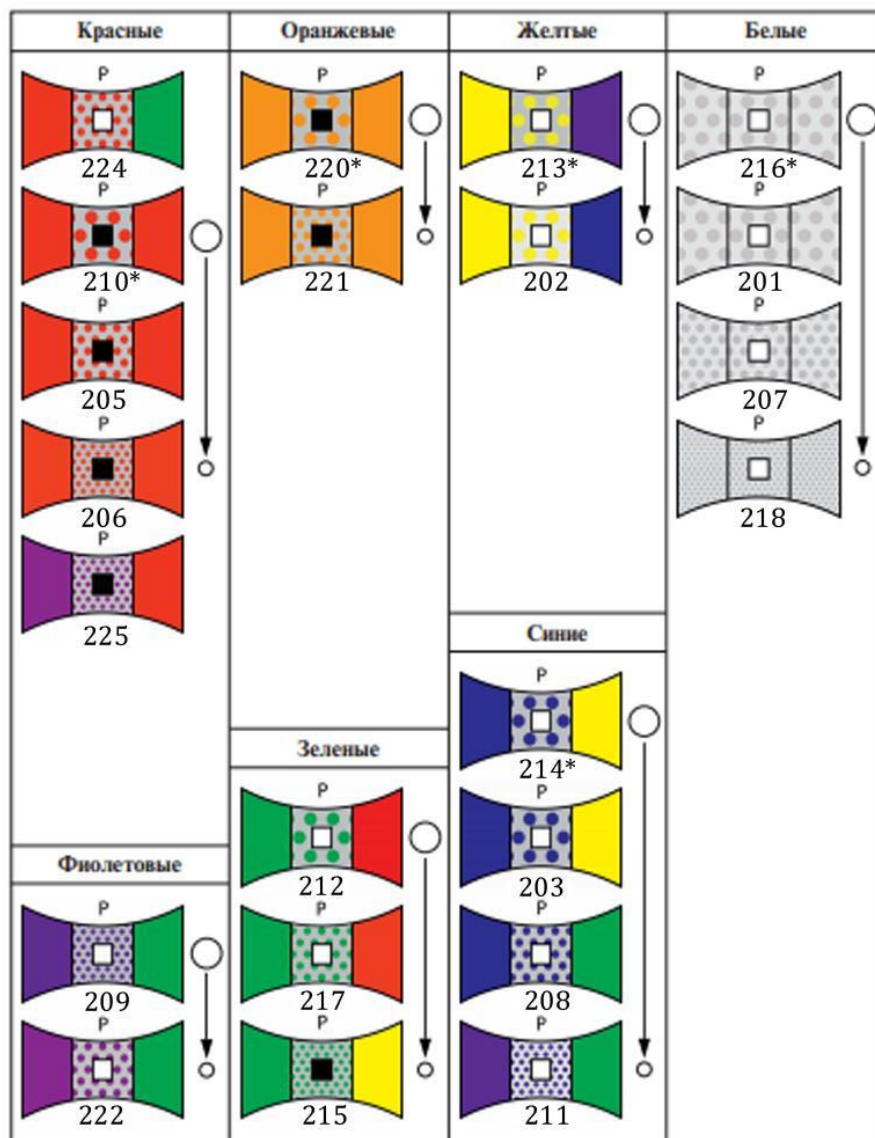 Красные
P
224
P
210*
P
205
P
206
P
225
Фиолетовые
P
209
P
222
Оранжевые
P
220*
P
221
Зеленые
P
212
P
217
P
215
Желтые
P
213*
P
202
Синие
P
214*
P
203
P
208
P
211
Белые
P
216*
P
201
P
207
P
218